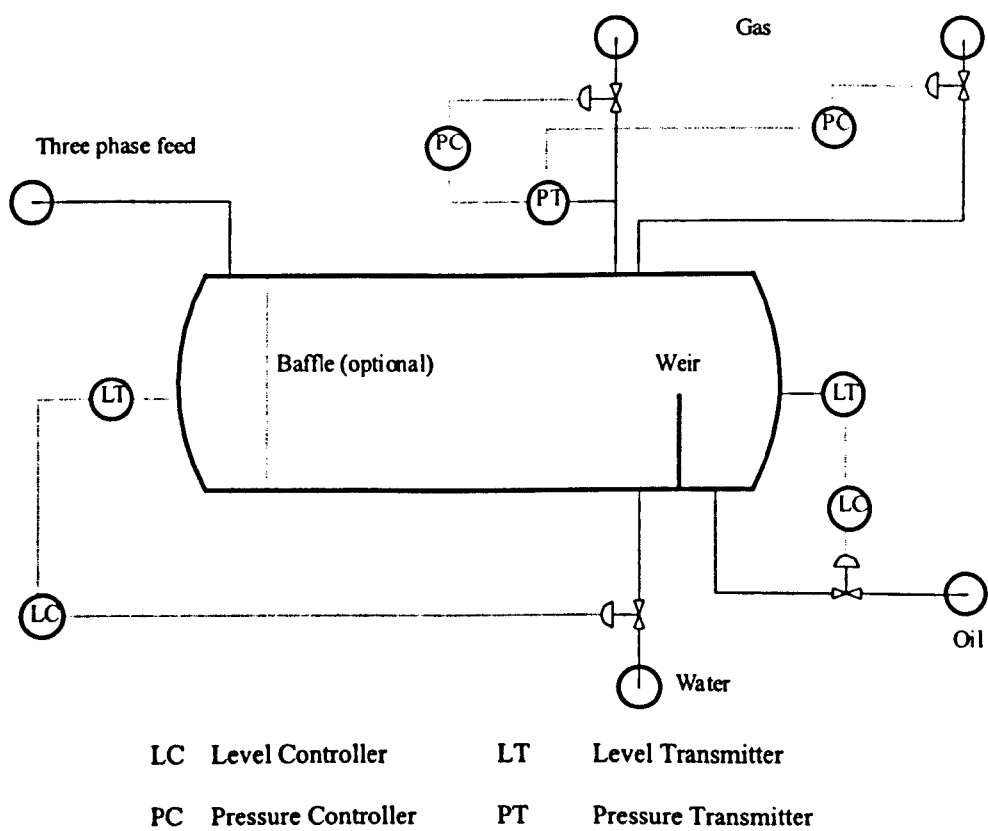 Gas
PC
PC
Three phase feed
PT
Baffle (optional)
Weir
LT
LT
LC
LC
Oil
Water
LC Level Controller LT Level Transmitter
PC Pressure Controller PT Pressure Transmitter